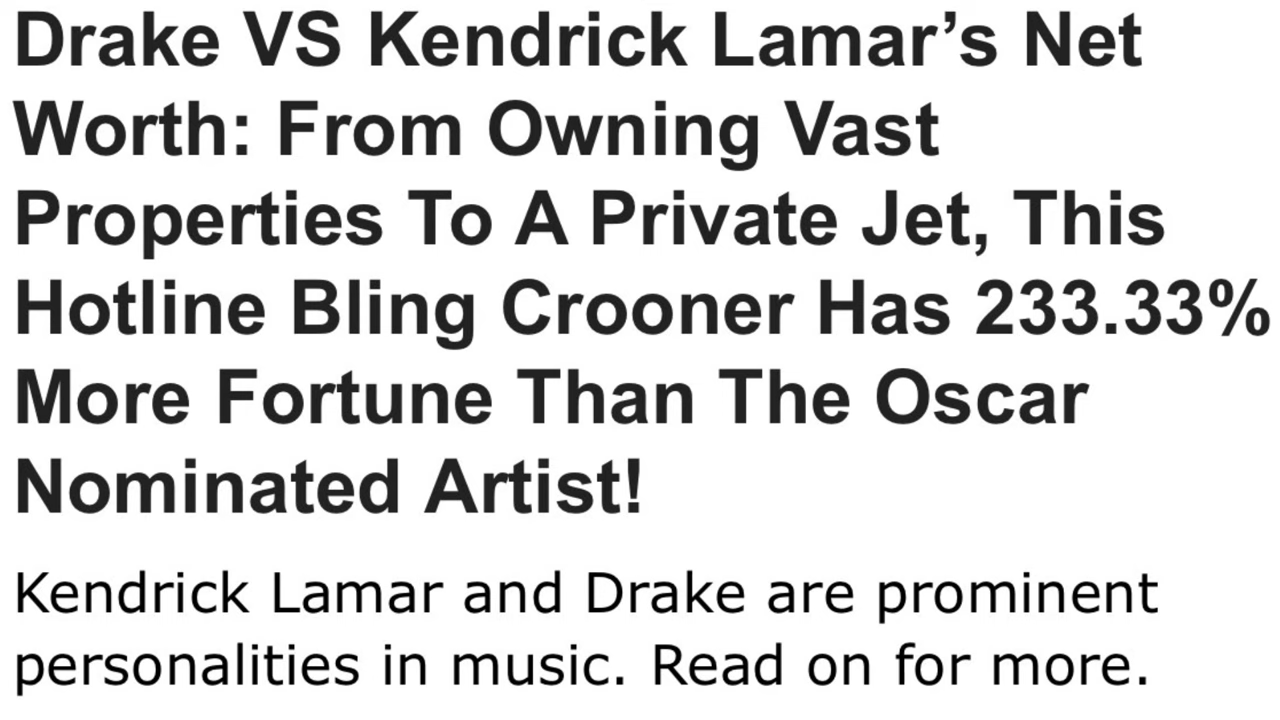 Drake VS Kendrick Lamar’s Net
Worth: From Owning Vast
Properties To A Private Jet, This
Hotline Bling Crooner Has 233.33%
More Fortune Than The Oscar
Nominated Artist!
Kendrick Lamar and Drake are prominent
personalities in music. Read on for more.